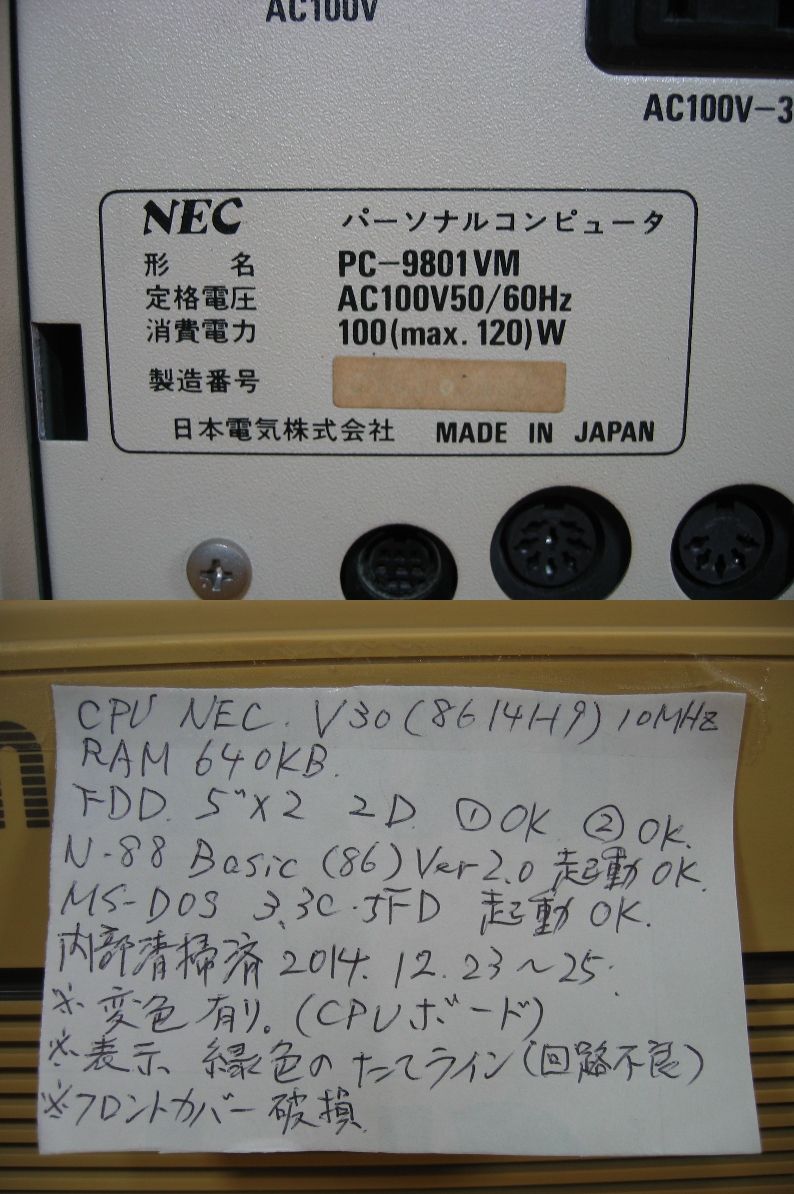 AC100V
AC100V-3
NEC パーソナルコンピュータ
形 名 PC-9801VM
定格電圧 AC100V50/60Hz
消費電力 100(max. 120)W
製造番号
日本電気株式会社 MADE IN JAPAN
CPU NEC. V30(8614H9) 10MHz
RAM 640KB.
FDD. 5"×2 2D. ①OK ②OK.
N-88 Basic (86) Ver2.0 起動OK.
MS-DOS 3.3C・5FD 起動OK.
内部清掃済 2014. 12. 23~25.
※ 変色有り。(CPUボード)
※表示 緑色のたてライン(回路不良)
※フロントカバー破損.